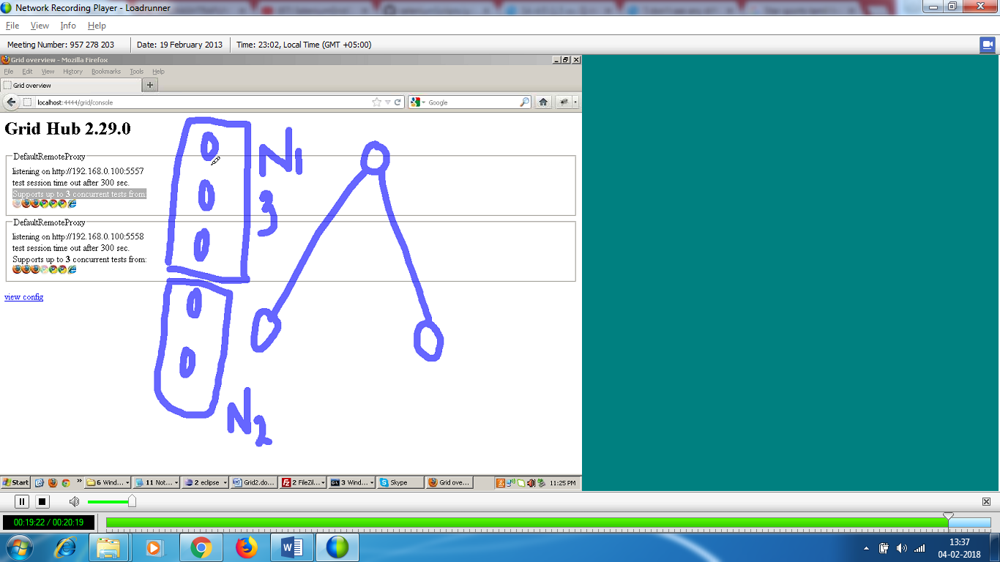 Network Recording Player - Loadrunner
File View Info Help
Meeting Number: 957 278 203 Date: 19 February 2013 Time: 23:02, Local Time (GMT +05:00)
Grid overview - Mozilla Firefox
File Edit View History Bookmarks Tools Help
Grid overview
localhost:4444/grid/console Google
Grid Hub 2.29.0
DefaultRemoteProxy
listening on http://192.168.0.100:5557
test session time out after 300 sec.
Supports up to 3 concurrent tests from:
DefaultRemoteProxy
listening on http://192.168.0.100:5558
test session time out after 300 sec.
Supports up to 3 concurrent tests from:
view config
0
0
0
N1
3
0
0
N2
Start 6 Wind... 11 Not... 2 eclipse Grid2.do... 2 FileZil... 3 Wind... Skype Grid ove... 11:25 PM
00:19:22 / 00:20:19
13:37
04-02-2018